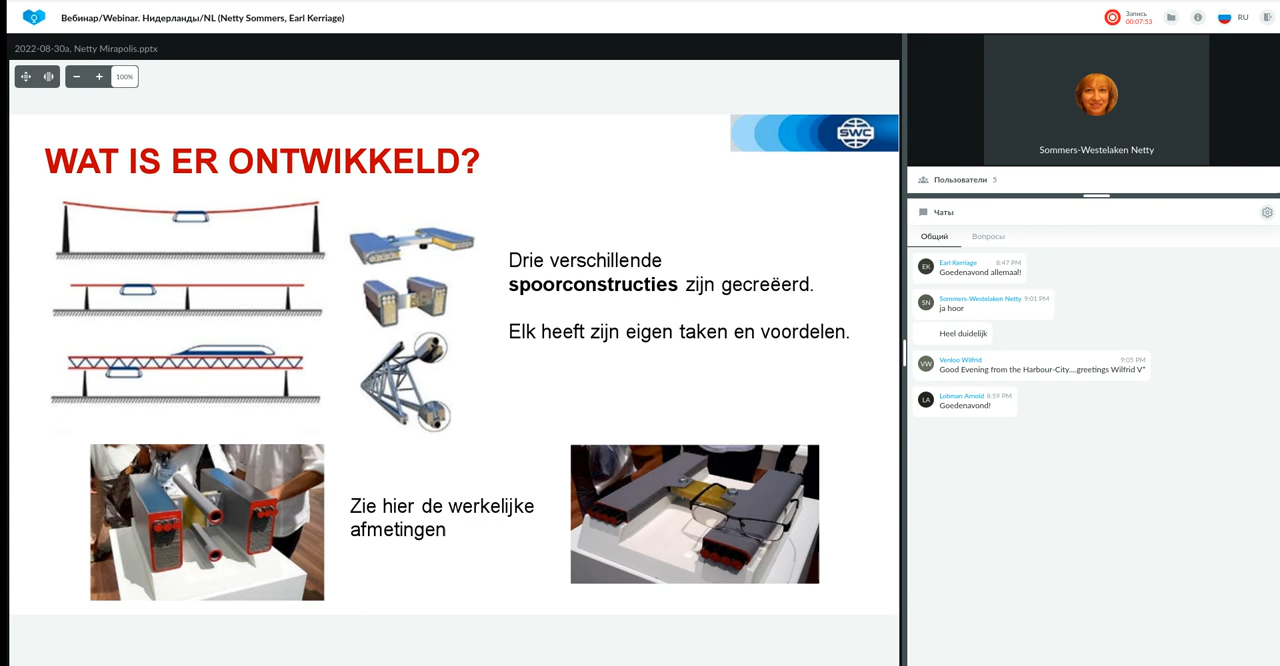 Вебинар/Webinar. Нидерланды/NL (Netty Sommers, Earl Kerriage)
Запись
00:07:53
RU
2022-08-30a, Netty Mirapolis.pptx
100%
SWC
WAT IS ER ONTWIKKELD?
Drie verschillende
spoorconstructies zijn gecreëerd.
Elk heeft zijn eigen taken en voordelen.
Zie hier de werkelijke
afmetingen
Sommers-Westelaken Netty
Пользователи 5
Чаты
Общий Вопросы
EK
Earl Kerriage 8:47 PM
Goedenavond allemaal!
SN
Sommers-Westelaken Netty 9:01 PM
ja hoor
Heel duidelijk
VW
Venloo Wilfrid 9:05 PM
Good Evening from the Harbour-City....greetings Wilfrid V"
LA
Lobman Arnold 8:59 PM
Goedenavond!